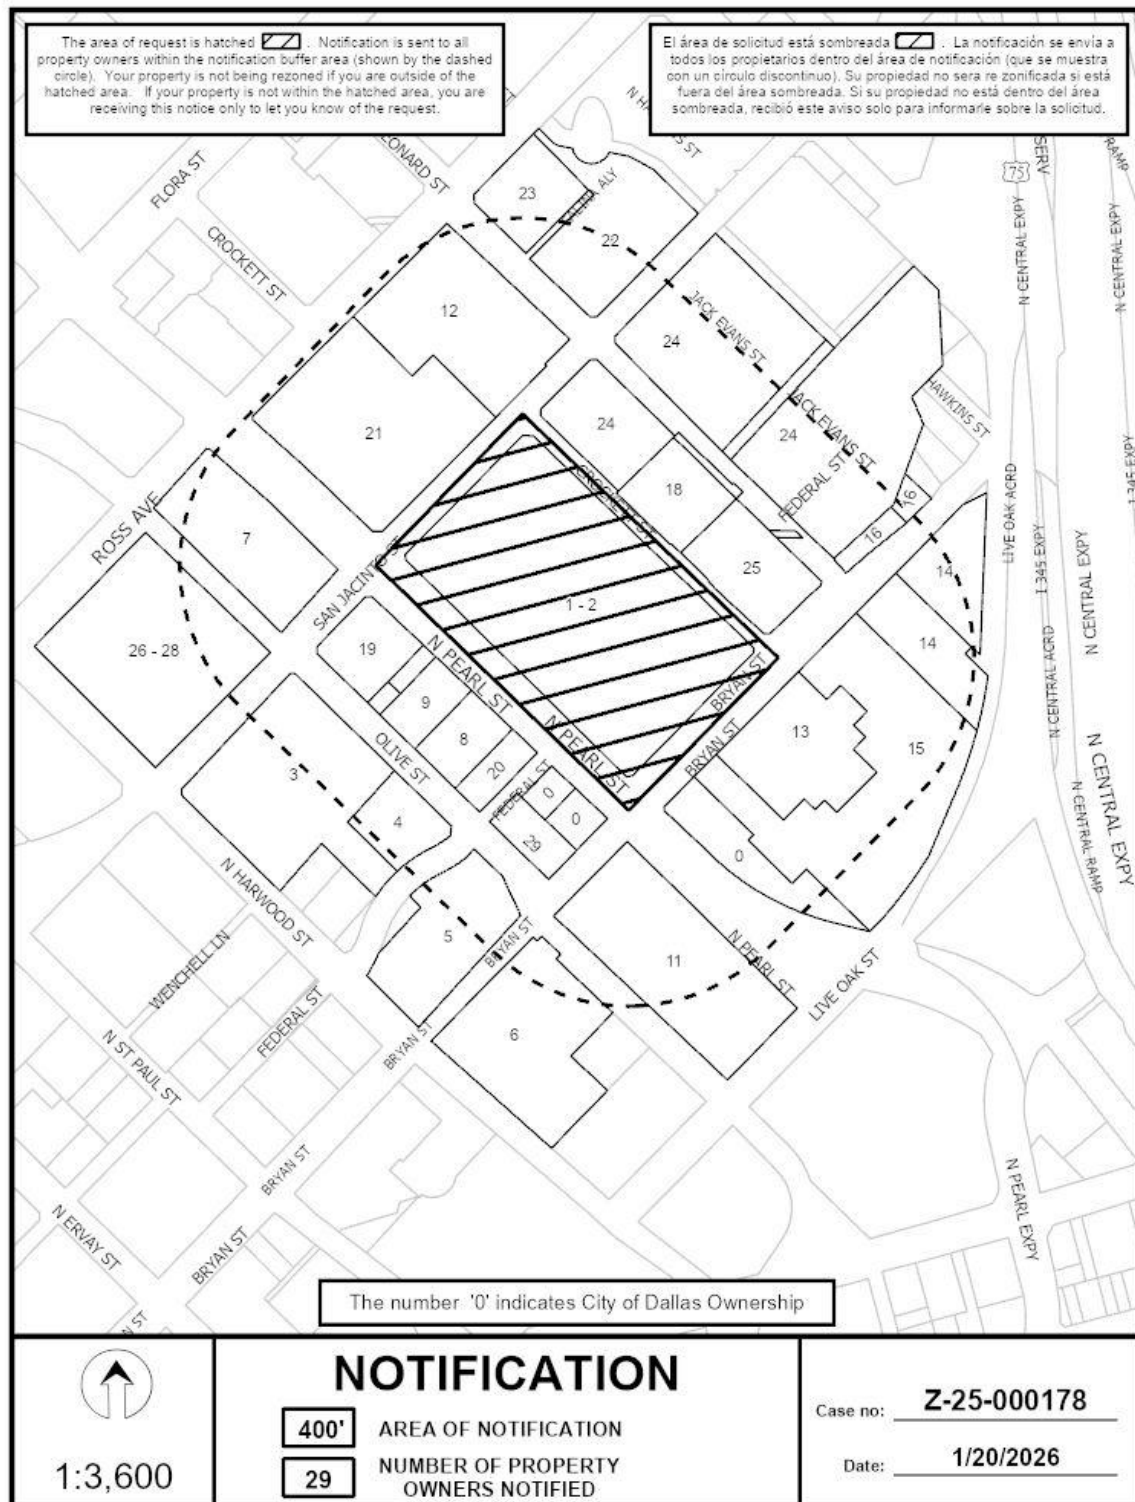 The area of request is hatched . Notification is sent to all
property owners within the notification buffer area (shown by the dashed
circle). Your property is not being rezoned if you are outside of the
hatched area. If your property is not within the hatched area, you are
receiving this notice only to let you know of the request.
El área de solicitud está sombreada . La notificación se envía a
todos los propietarios dentro del área de notificación (que se muestra
con un círculo discontinuo). Su propiedad no sera re zonificada si está
fuera del área sombreada. Si su propiedad no está dentro del área
sombreada, recibió este aviso solo para informarle sobre la solicitud.
FLORA ST
CROCKETT ST
23
22
75
SERV
RAMP
N CENTRAL EXPY
N CENTRAL EXPY
12
JACK EVANS ST
24
JACK EVANS ST
HAWKINS ST
24
24
21
FEDERAL ST
18
16
16
ROSS AVE
7
SAN JACINTO ST
CROCKETT ST
25
14
LIVE OAK ACRD
I 345 EXPY
I 345 EXPY
N CENTRAL EXPY
1 - 2
26 - 28
19
N PEARL ST
9
8
20
OLIVE ST
N PEARL ST
BRYAN ST
BRYAN ST
13
14
15
N CENTRAL ACRD
N CENTRAL EXPY
N CENTRAL RAMP
3
4
FEDERAL ST
0
0
29
0
N HARWOOD ST
5
BRYAN ST
11
N PEARL ST
LIVE OAK ST
WENCHELL LN
FEDERAL ST
6
BRYAN ST
N ST PAUL ST
BRYAN ST
N PEARL EXPY
N ERVAY ST
BRYAN ST
The number '0' indicates City of Dallas Ownership
1:3,600
NOTIFICATION
400' AREA OF NOTIFICATION
29 NUMBER OF PROPERTY
OWNERS NOTIFIED
Case no: Z-25-000178
Date: 1/20/2026